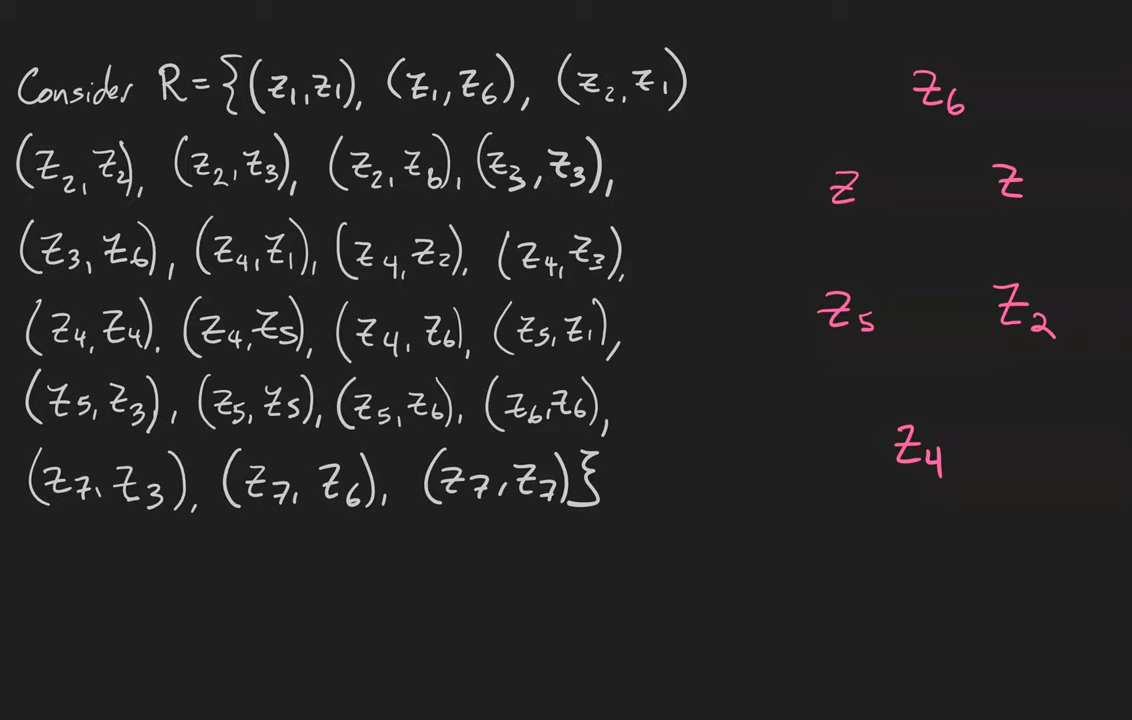 Consider R={(z₁,z₁), (z₁,z₆), (z₂,z₁)
(z₂,z₂), (z₂,z₃), (z₂,z₆), (z₃,z₃),
(z₃,z₆), (z₄,z₁), (z₄,z₂), (z₄,z₃),
(z₄,z₄), (z₄,z₅), (z₄,z₆), (z₅,z₁),
(z₅,z₃), (z₅,z₅), (z₅,z₆), (z₆,z₆),
(z₇,z₃), (z₇,z₆), (z₇,z₇)}
z₆
z z
z₅ z₂
z₄